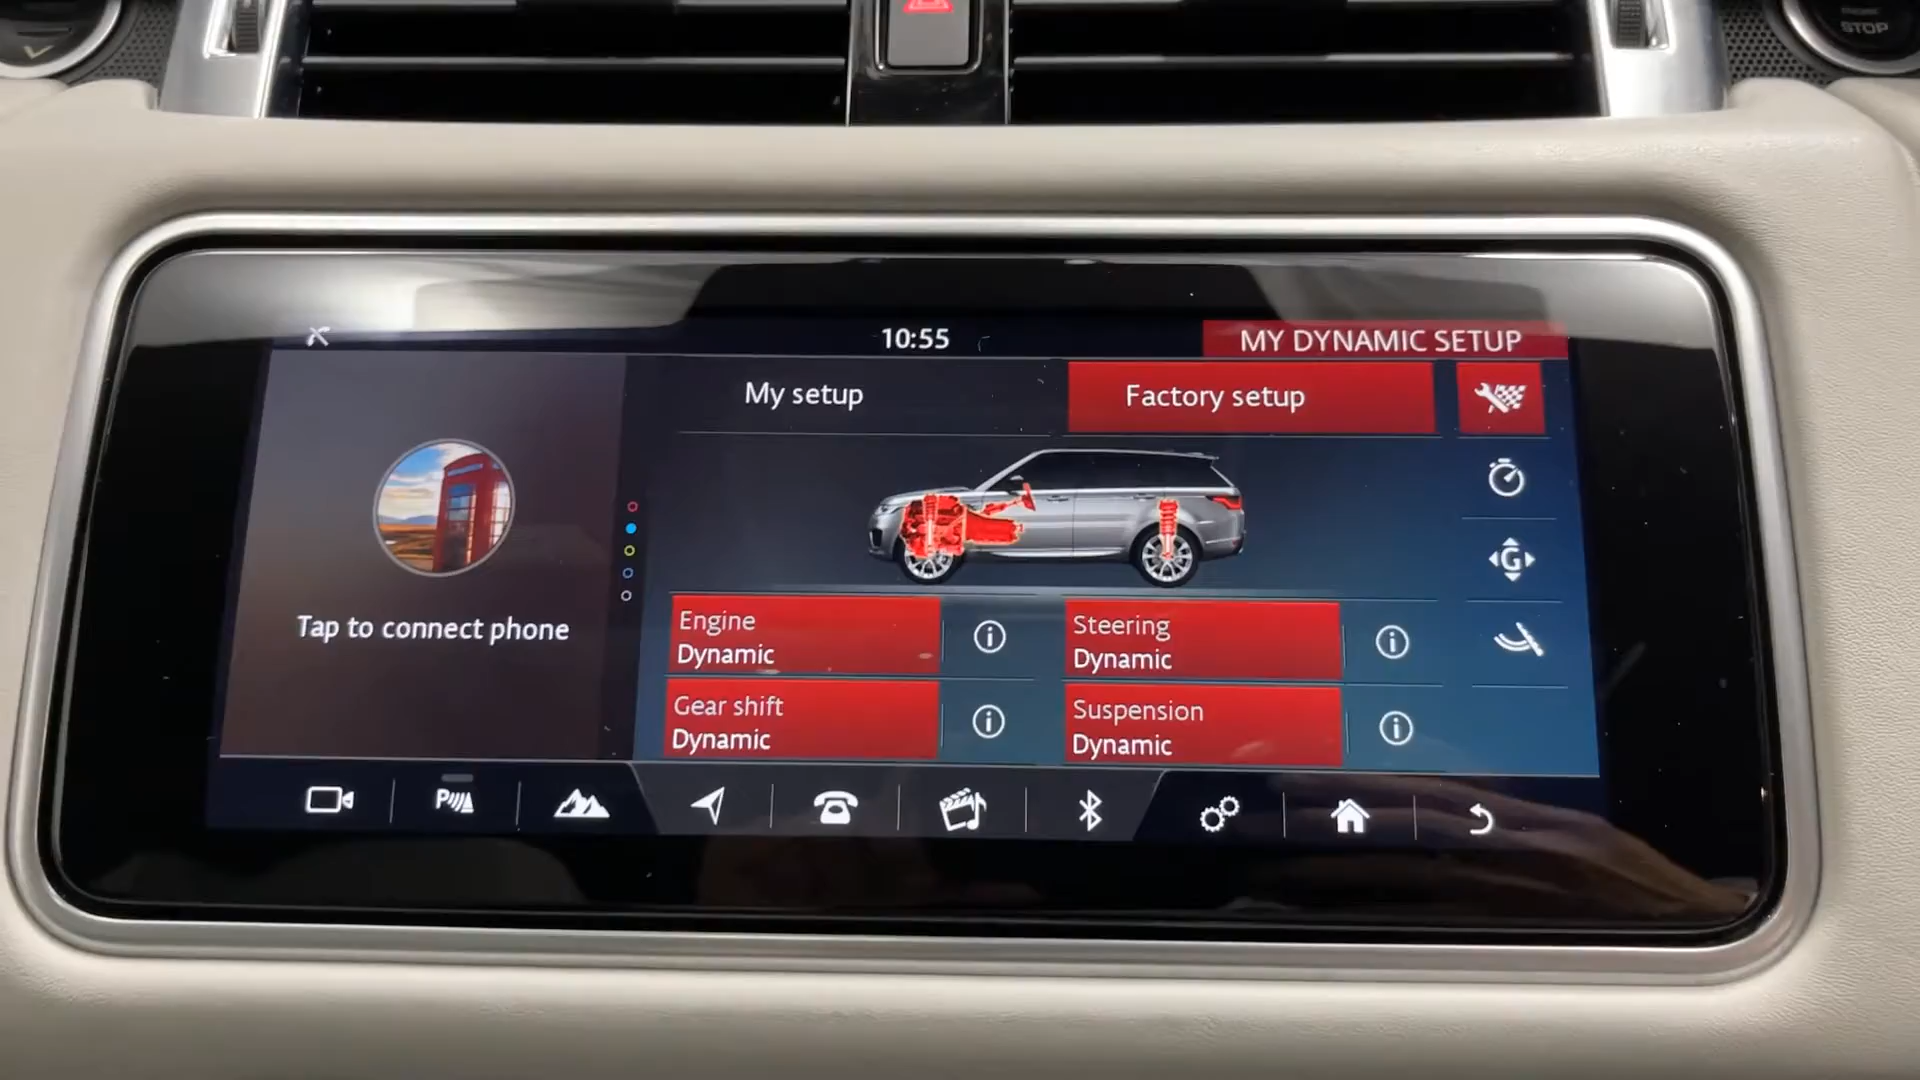 STOP
10:55
MY DYNAMIC SETUP
My setup
Factory setup
G
Tap to connect phone
Engine
Dynamic
Steering
Dynamic
Gear shift
Dynamic
Suspension
Dynamic
P